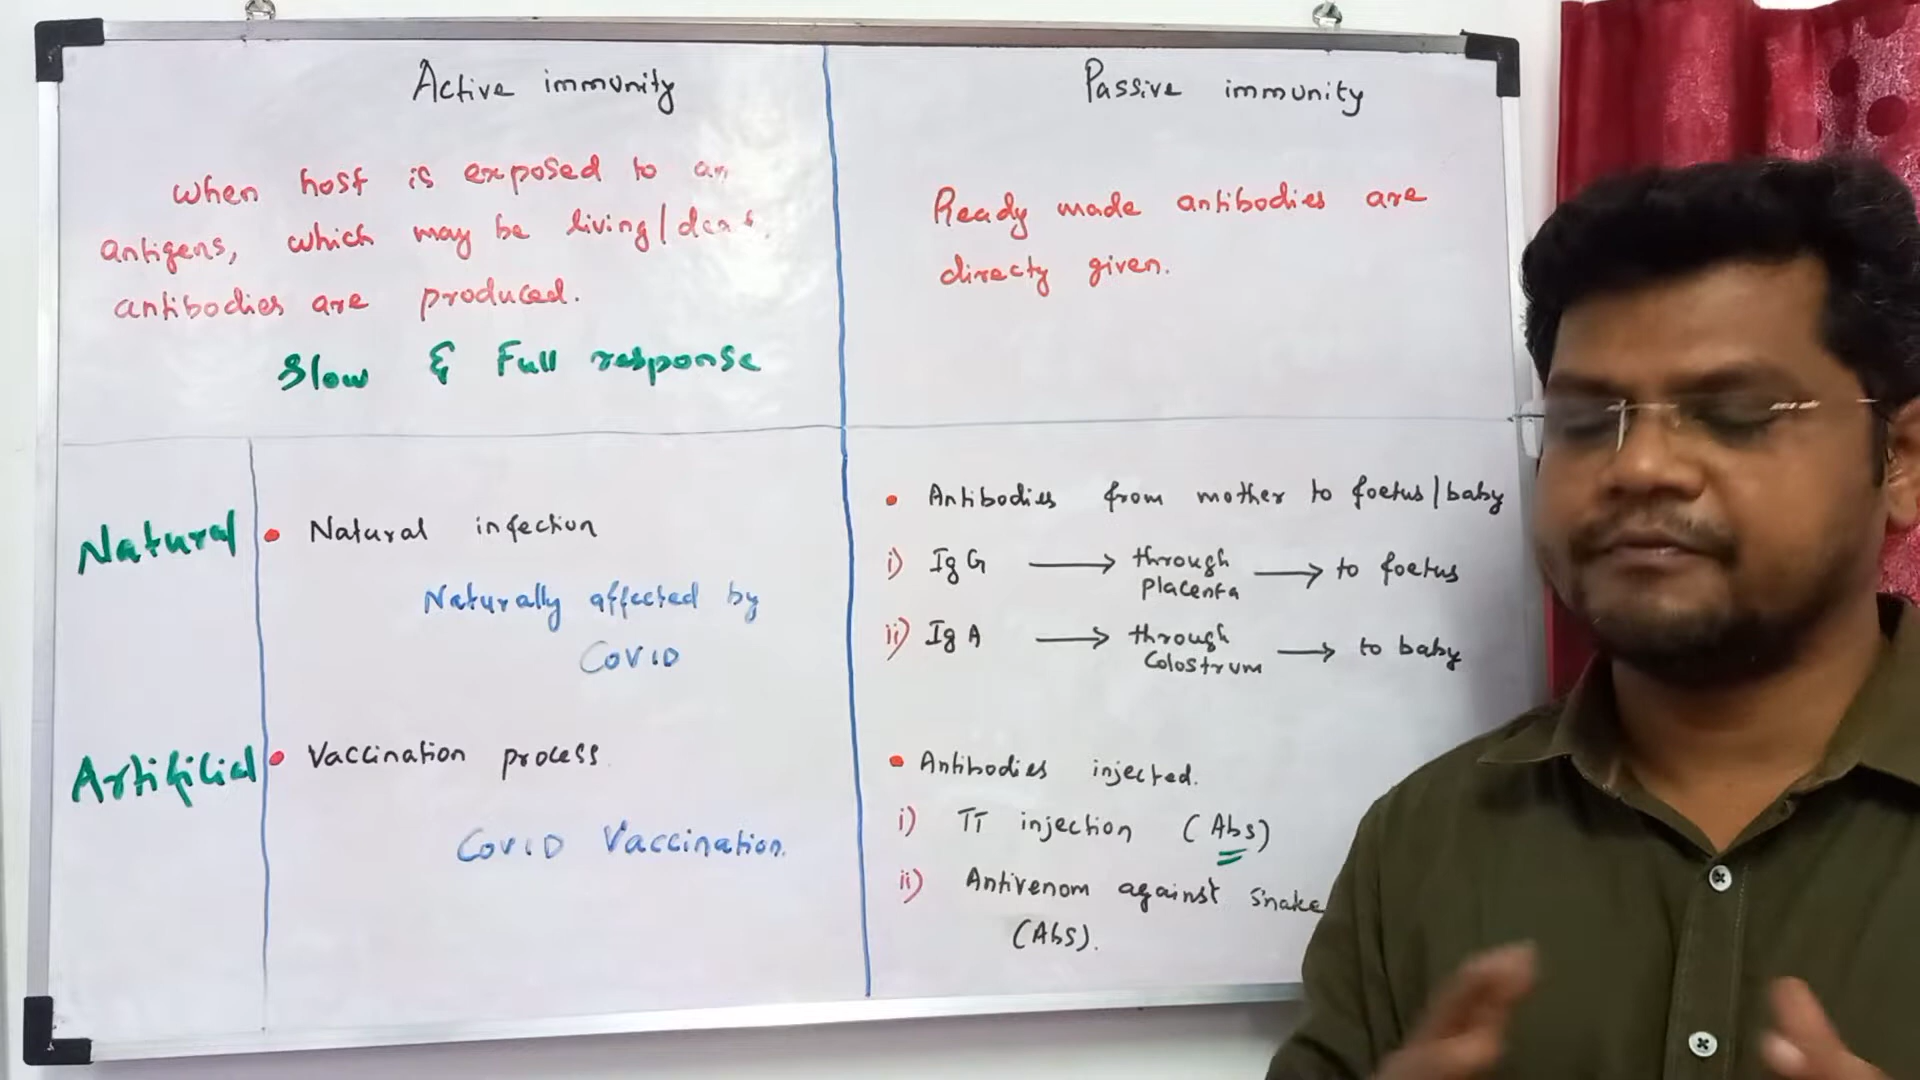 Active immunity
when host is exposed to an
antigens, which may be living/dead,
antibodies are produced.
Slow & Full response
Passive immunity
Ready made antibodies are
directy given.
Natural
• Natural infection
Naturally affected by
COVID
• Antibodies from mother to foetus/baby
i) IgG → through placenta → to foetus
ii) IgA → through Colostrum → to baby
Artificial
• Vaccination process.
COVID Vaccination.
• Antibodies injected.
i) TT injection (Abs)
ii) Antivenom against snake
(Abs).